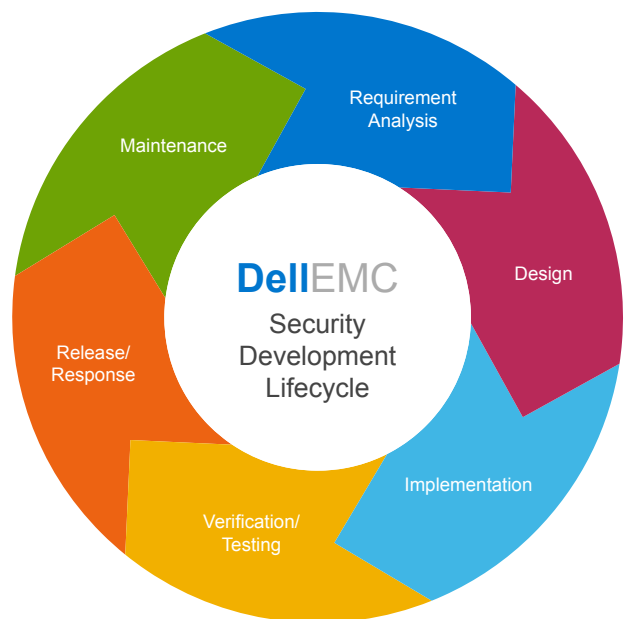 DellEMC
Security
Development
Lifecycle
Requirement
Analysis
Design
Implementation
Verification/
Testing
Release/
Response
Maintenance